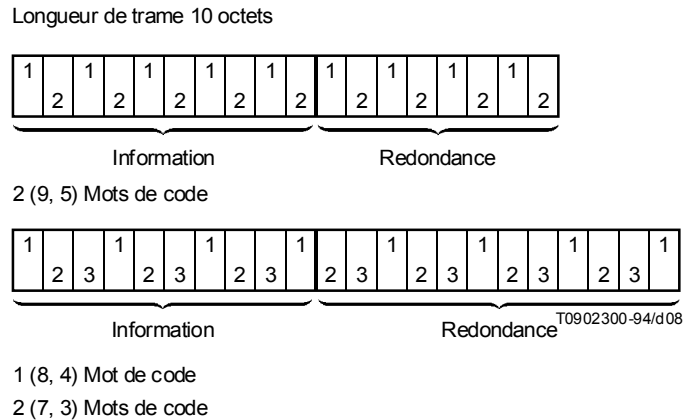 Longueur de trame 10 octets
1 1 1 1 1 1 1 1 1
2 2 2 2 2 2 2 2 2
Information Redondance
2 (9, 5) Mots de code
1 1 1 1 1 1 1 1
2 3 2 3 2 3 2 3 2 3 2 3 2 3
Information Redondance
T0902300-94/d08
1 (8, 4) Mot de code
2 (7, 3) Mots de code